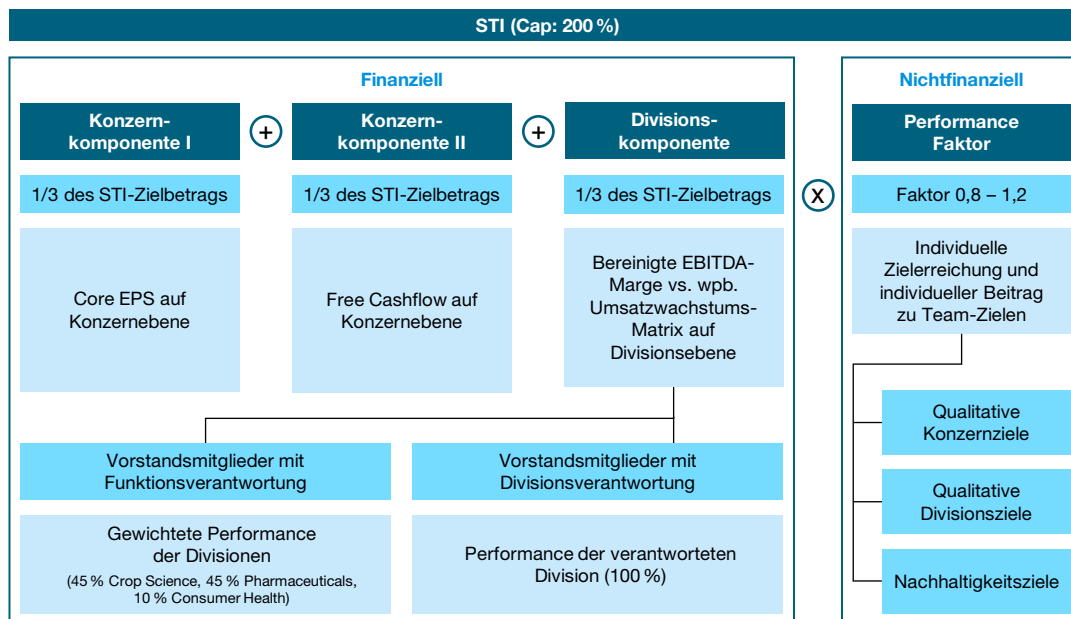 STI (Cap: 200 %)
Finanziell
Konzern-
komponente I
+
Konzern-
komponente II
+
Divisions-
komponente
1/3 des STI-Zielbetrags
1/3 des STI-Zielbetrags
1/3 des STI-Zielbetrags
Core EPS auf
Konzernebene
Free Cashflow auf
Konzernebene
Bereinigte EBITDA-
Marge vs. wpb.
Umsatzwachstums-
Matrix auf
Divisionsebene
Vorstandsmitglieder mit
Funktionsverantwortung
Vorstandsmitglieder mit
Divisionsverantwortung
Gewichtete Performance
der Divisionen
(45 % Crop Science, 45 % Pharmaceuticals,
10 % Consumer Health)
Performance der verantworteten
Division (100 %)
X
Nichtfinanziell
Performance
Faktor
Faktor 0,8 – 1,2
Individuelle
Zielerreichung und
individueller Beitrag
zu Team-Zielen
Qualitative
Konzernziele
Qualitative
Divisionsziele
Nachhaltigkeitsziele